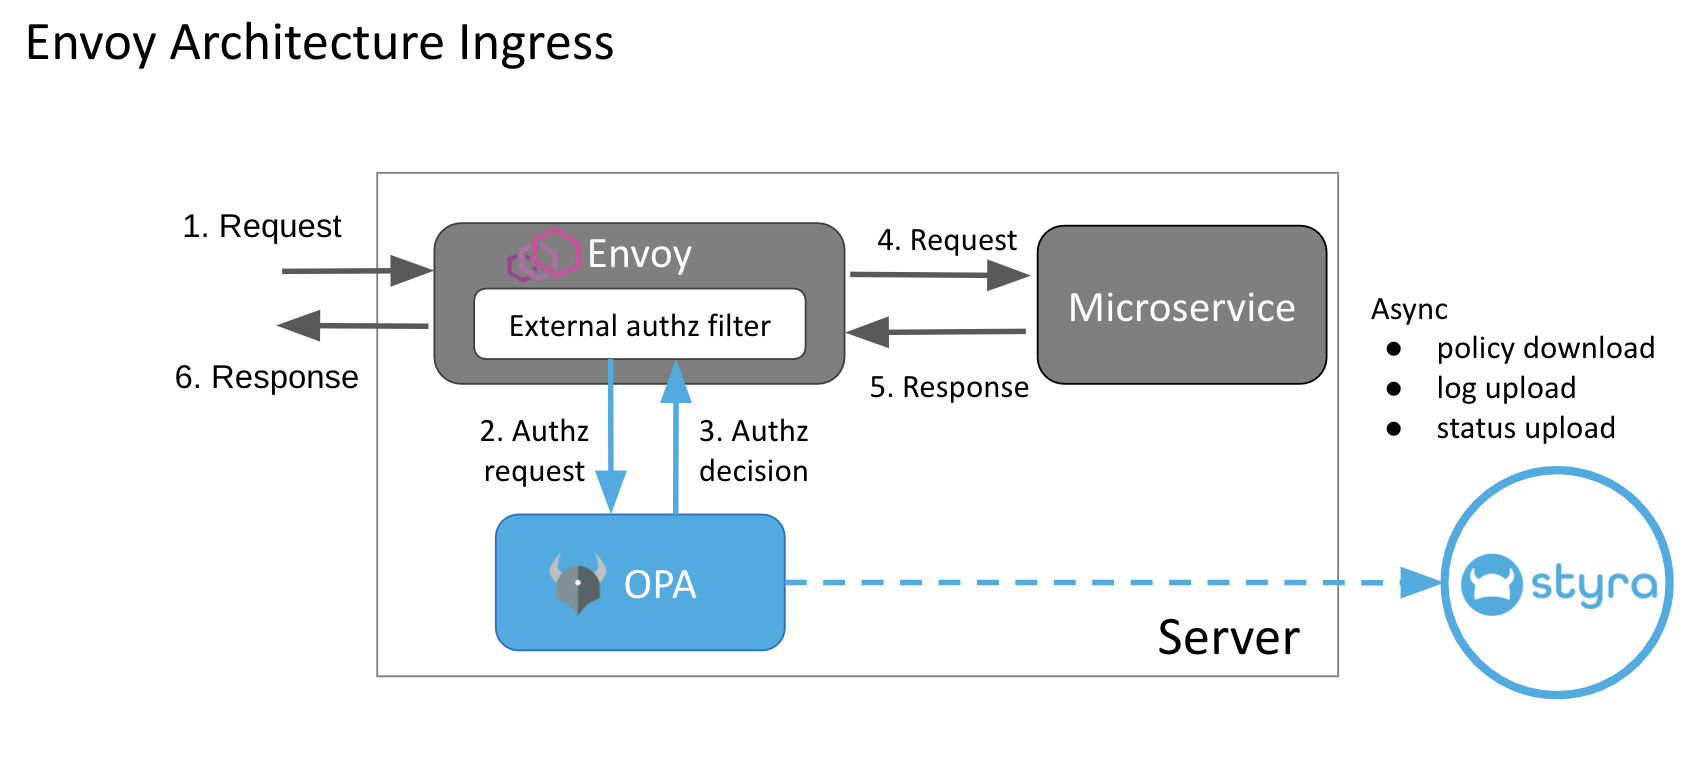 Envoy Architecture Ingress
1. Request
6. Response
Envoy
External authz filter
4. Request
5. Response
Microservice
2. Authz
request
3. Authz
decision
OPA
Server
Async
● policy download
● log upload
● status upload
styra